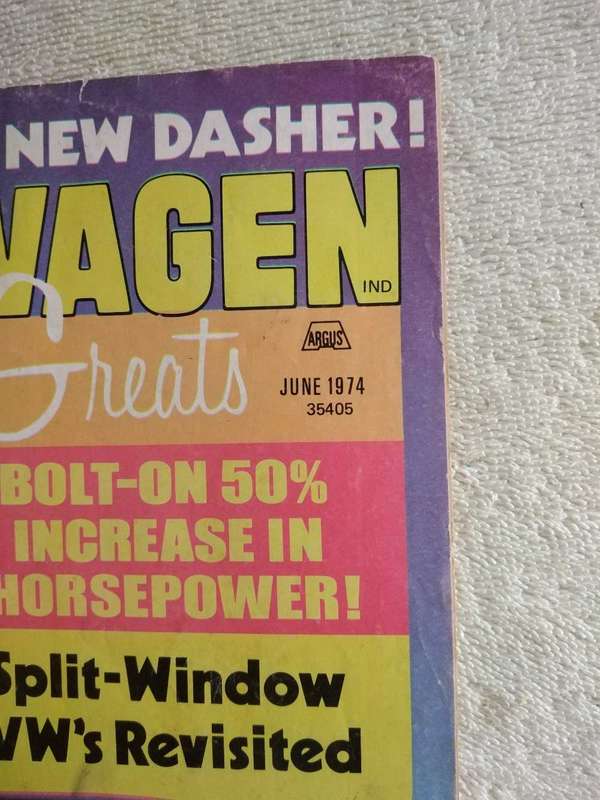 NEW DASHER!
WAGEN
IND
Greats
ARGUS
JUNE 1974
35405
BOLT-ON 50%
INCREASE IN
HORSEPOWER!
Split-Window
VW's Revisited